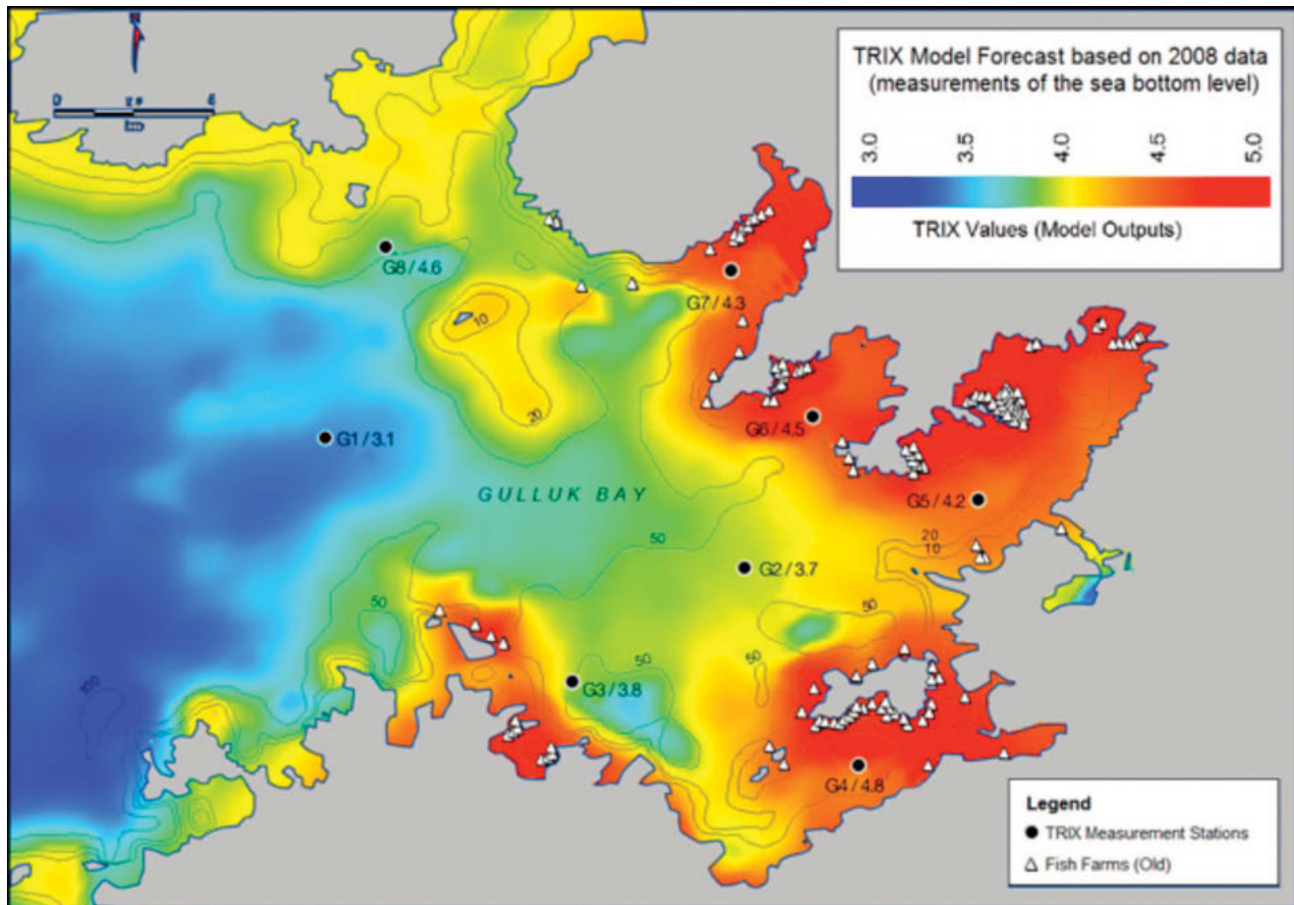 TRIX Model Forecast based on 2008 data
(measurements of the sea bottom level)
3.0
3.5
4.0
4.5
5.0
TRIX Values (Model Outputs)
G8 / 4.6
G7 / 4.3
10
20
G6 / 4.5
G1 / 3.1
GULLUK BAY
G5 / 4.2
50
20
10
G2 / 3.7
50
50
50
50
G3 / 3.8
100
G4 / 4.8
Legend
TRIX Measurement Stations
Fish Farms (Old)